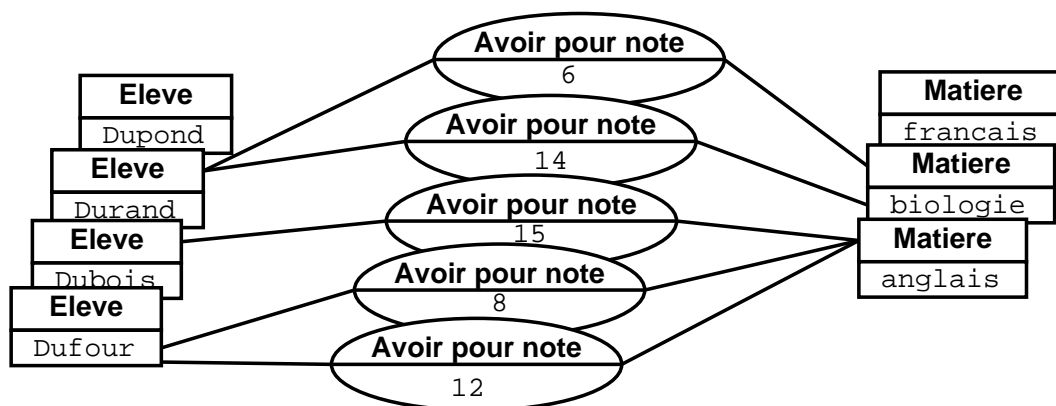 Avoir pour note
6
Eleve
Dupond
Matiere
francais
Avoir pour note
14
Eleve
Durand
Matiere
biologie
Avoir pour note
15
Eleve
Dubois
Matiere
anglais
Avoir pour note
8
Eleve
Dufour
Avoir pour note
12